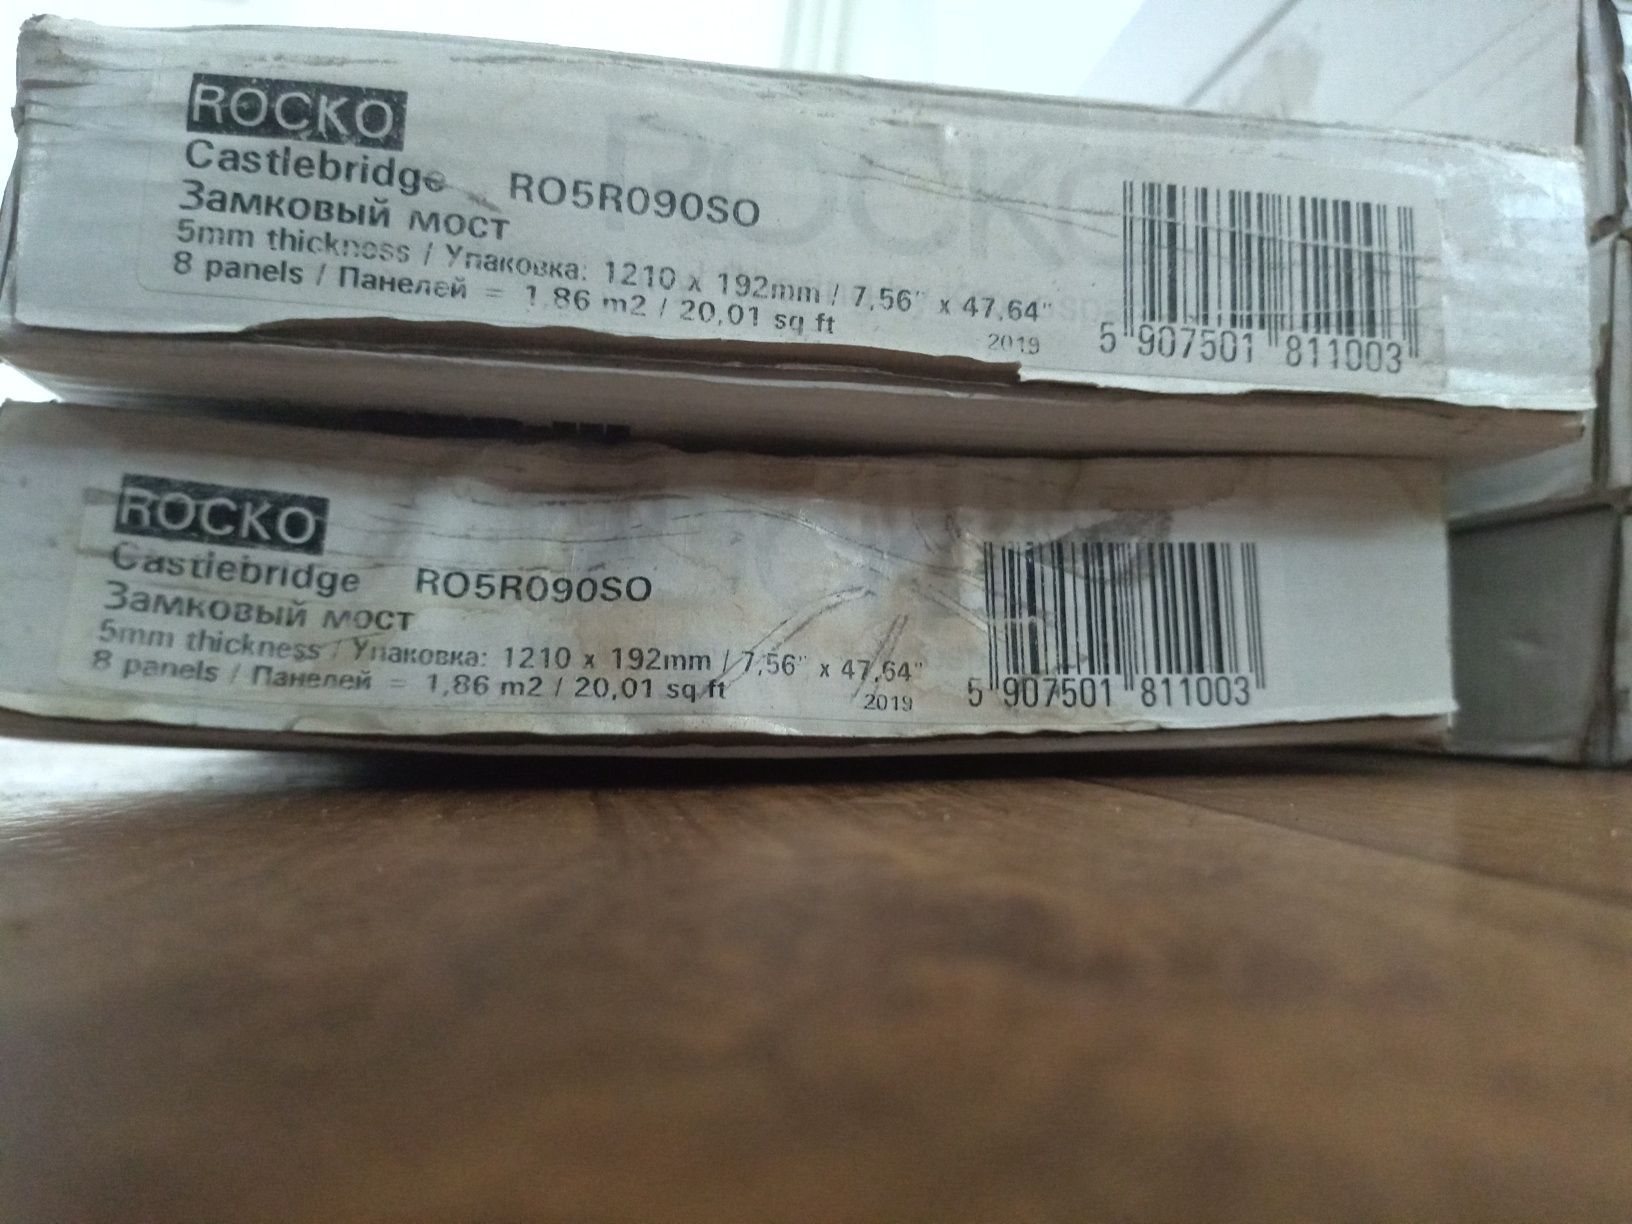 ROCKO
Castlebridge RO5R090SO
Замковый мост
5mm thickness / Упаковка: 1210 x 192mm / 7,56" x 47,64"
8 panels / Панелей = 1,86 m2 / 20,01 sq ft
2019
5 907501 811003
ROCKO
Castlebridge RO5R090SO
Замковый мост
5mm thickness / Упаковка: 1210 x 192mm / 7,56" x 47,64"
8 panels / Панелей = 1,86 m2 / 20,01 sq ft
2019
5 907501 811003